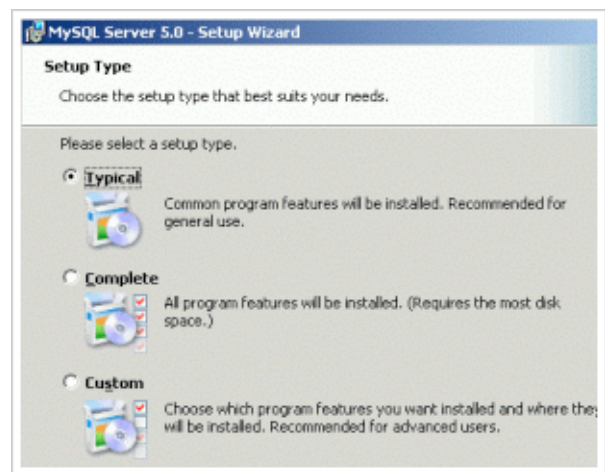 MySQL Server 5.0 - Setup Wizard
Setup Type
Choose the setup type that best suits your needs.
Please select a setup type.
Typical
Common program features will be installed. Recommended for
general use.
Complete
All program features will be installed. (Requires the most disk
space.)
Custom
Choose which program features you want installed and where they
will be installed. Recommended for advanced users.